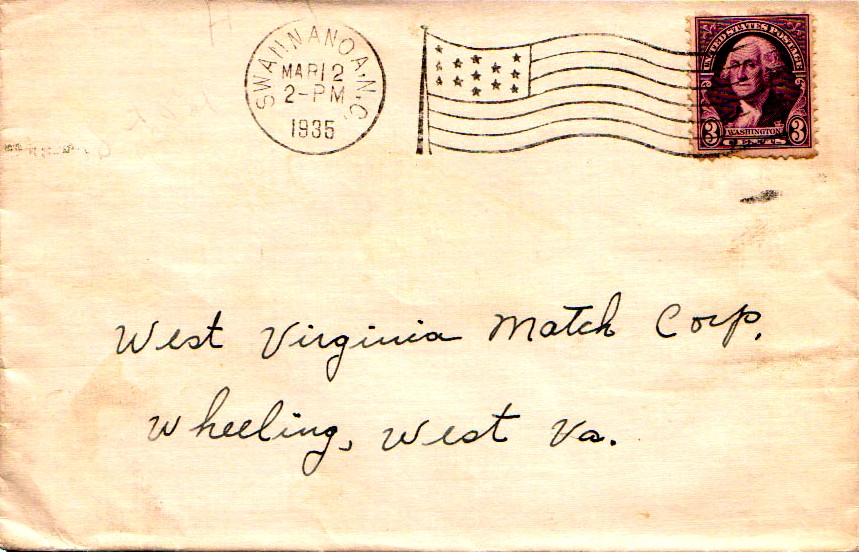 SWANNANOA, N.C.
MAR 12
2-PM
1935
UNITED STATES POSTAGE
3 WASHINGTON 3
West Virginia Match Corp.
Wheeling, West Va.